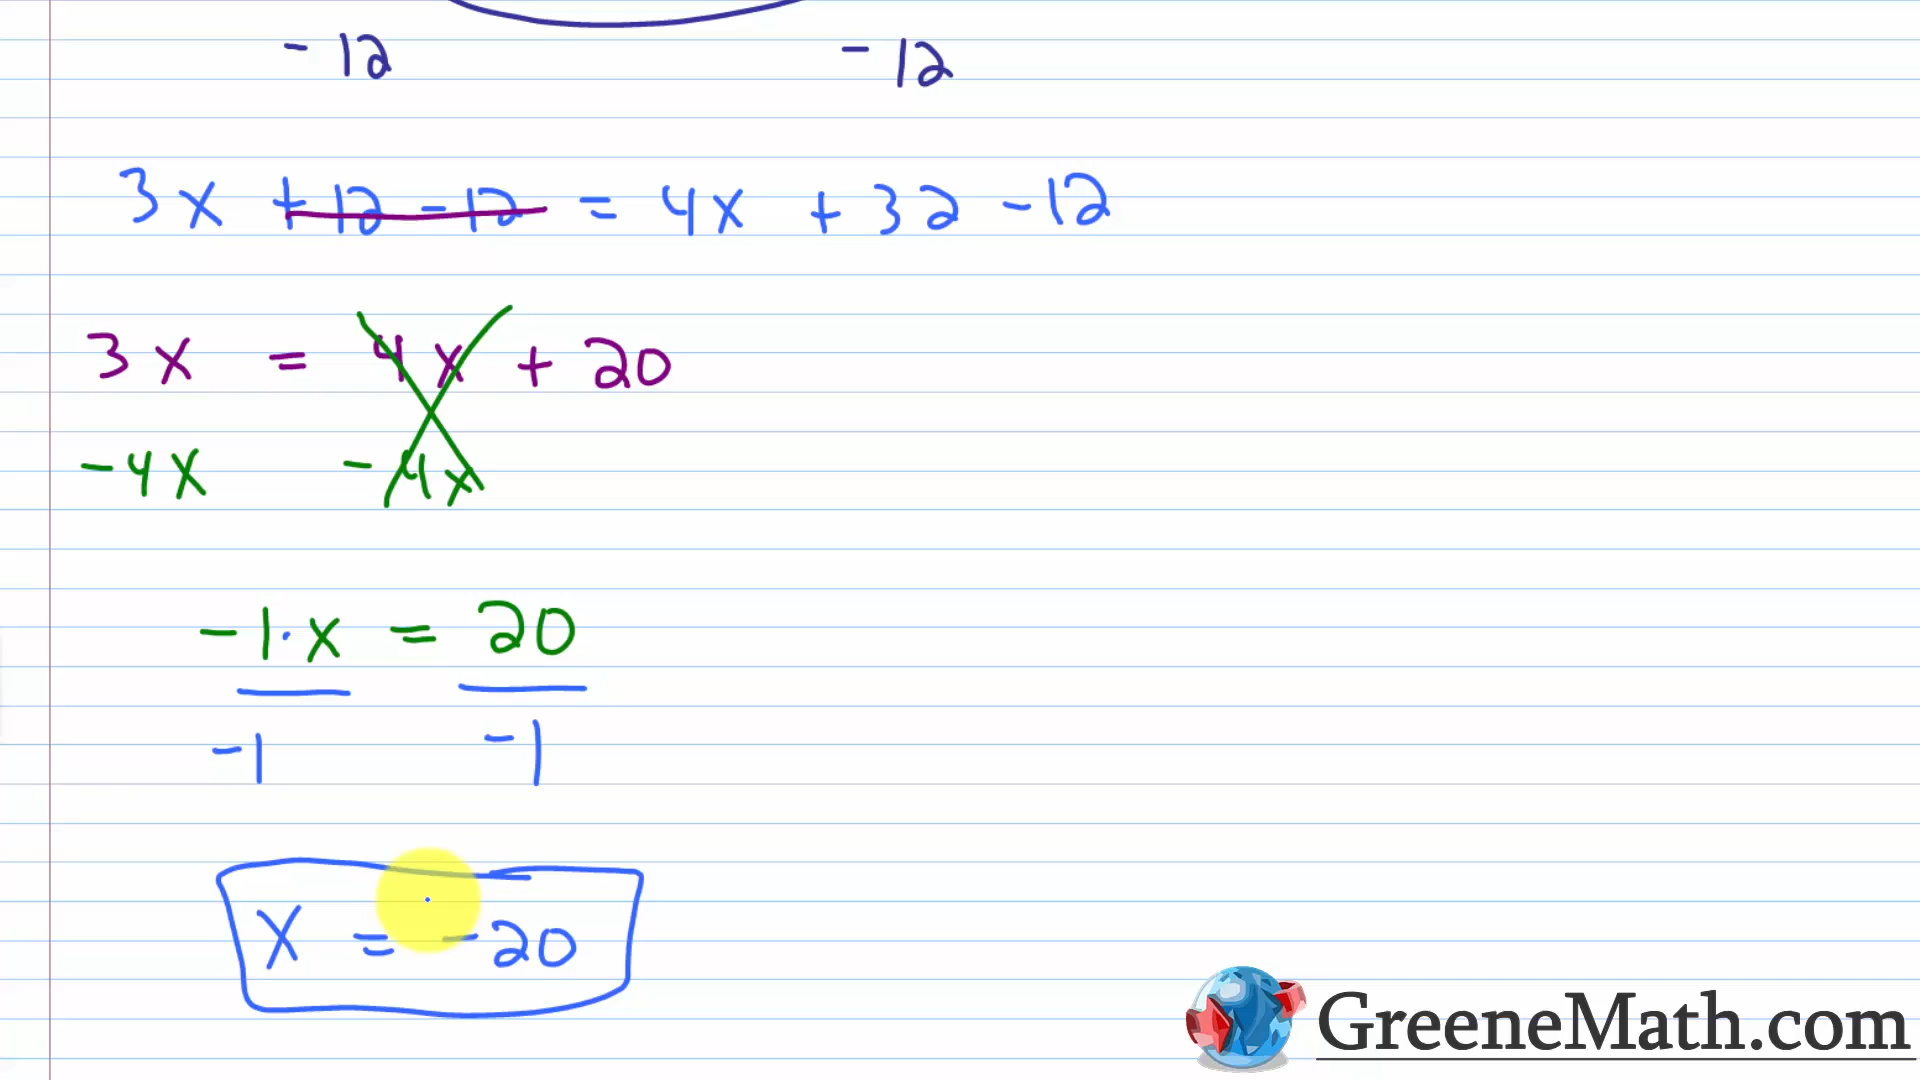 - 12 - 12
3x + 12 - 12 = 4x + 32 - 12
3x = 4x + 20
-4x - 4x
-1·x = 20
-1 -1
x = -20
GreeneMath.com